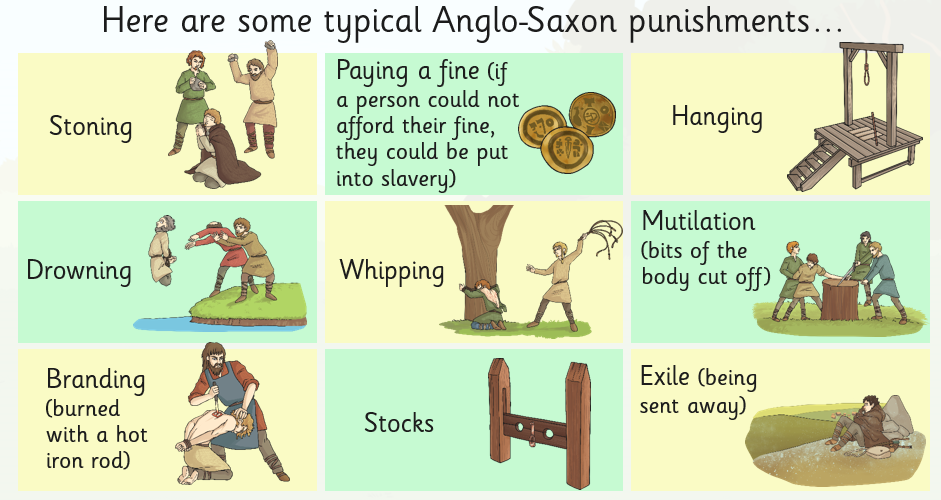 Here are some typical Anglo-Saxon punishments...
Stoning
Paying a fine (if
a person could not
afford their fine,
they could be put
into slavery)
Hanging
Drowning
Whipping
Mutilation
(bits of the
body cut off)
Branding
(burned
with a hot
iron rod)
Stocks
Exile (being
sent away)